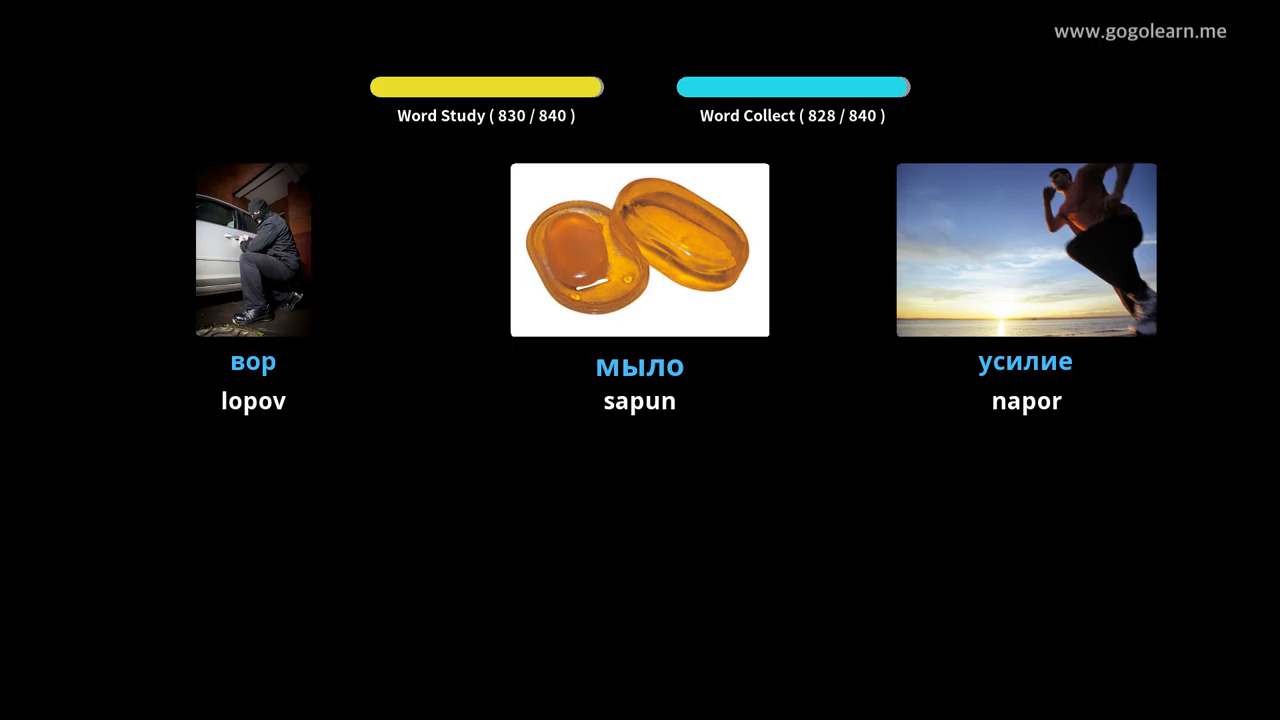 www.gogolearn.me
Word Study ( 830 / 840 )
Word Collect ( 828 / 840 )
вор
мыло
усилие
lopov
sapun
napor